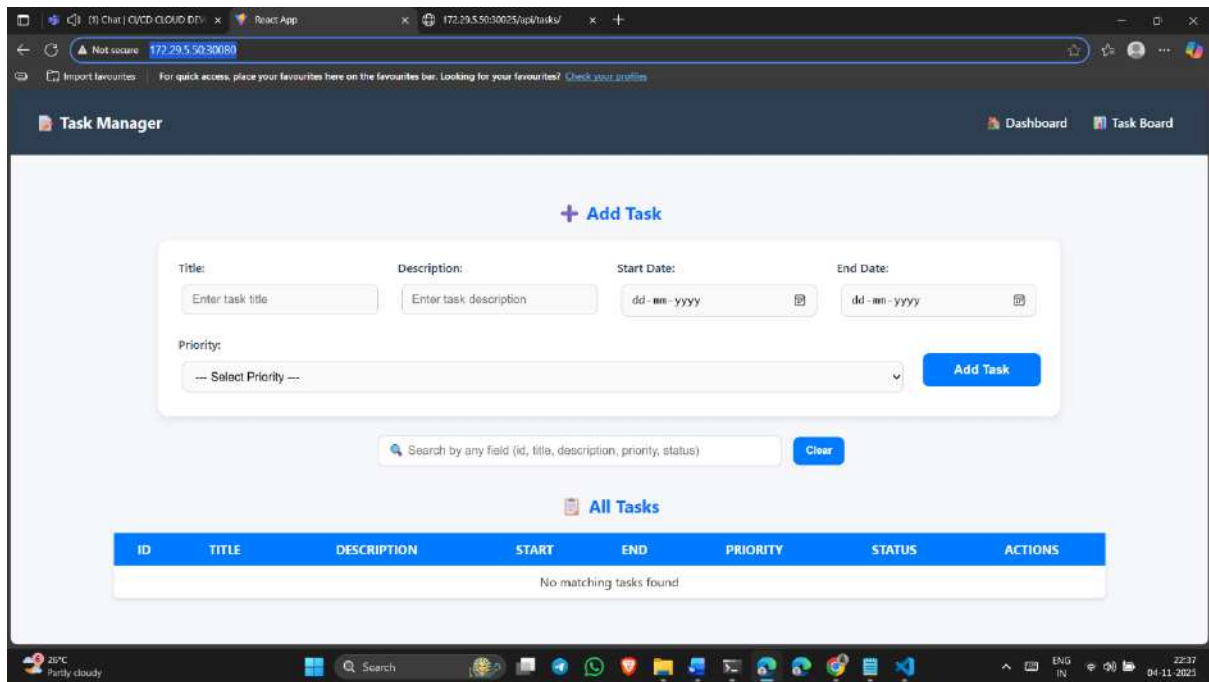 (1) Chat | CI/CD CLOUD DEV
React App
172.29.5.50:30025/api/tasks/
Not secure 172.29.5.50:30080
Import favourites For quick access, place your favourites here on the favourites bar. Looking for your favourites? Check your profiles
Task Manager
Dashboard Task Board
Add Task
Title: Description: Start Date: End Date:
Enter task title Enter task description dd-mm-yyyy dd-mm-yyyy
Priority:
--- Select Priority --- Add Task
Search by any field (id, title, description, priority, status) Clear
All Tasks
ID TITLE DESCRIPTION START END PRIORITY STATUS ACTIONS
No matching tasks found
26°C
Partly cloudy
Search
ENG
IN
22:37
04-11-2025